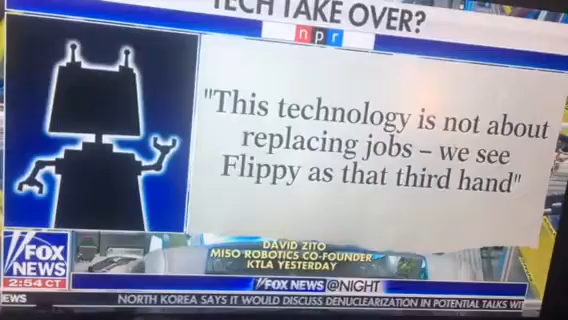 TECH TAKE OVER?
npr
"This technology is not about
replacing jobs – we see
Flippy as that third hand"
DAVID ZITO
MISO ROBOTICS CO-FOUNDER
KTLA YESTERDAY
FOX
NEWS
2:54 CT
FOX NEWS @NIGHT
EWS NORTH KOREA SAYS IT WOULD DISCUSS DENUCLEARIZATION IN POTENTIAL TALKS WIT